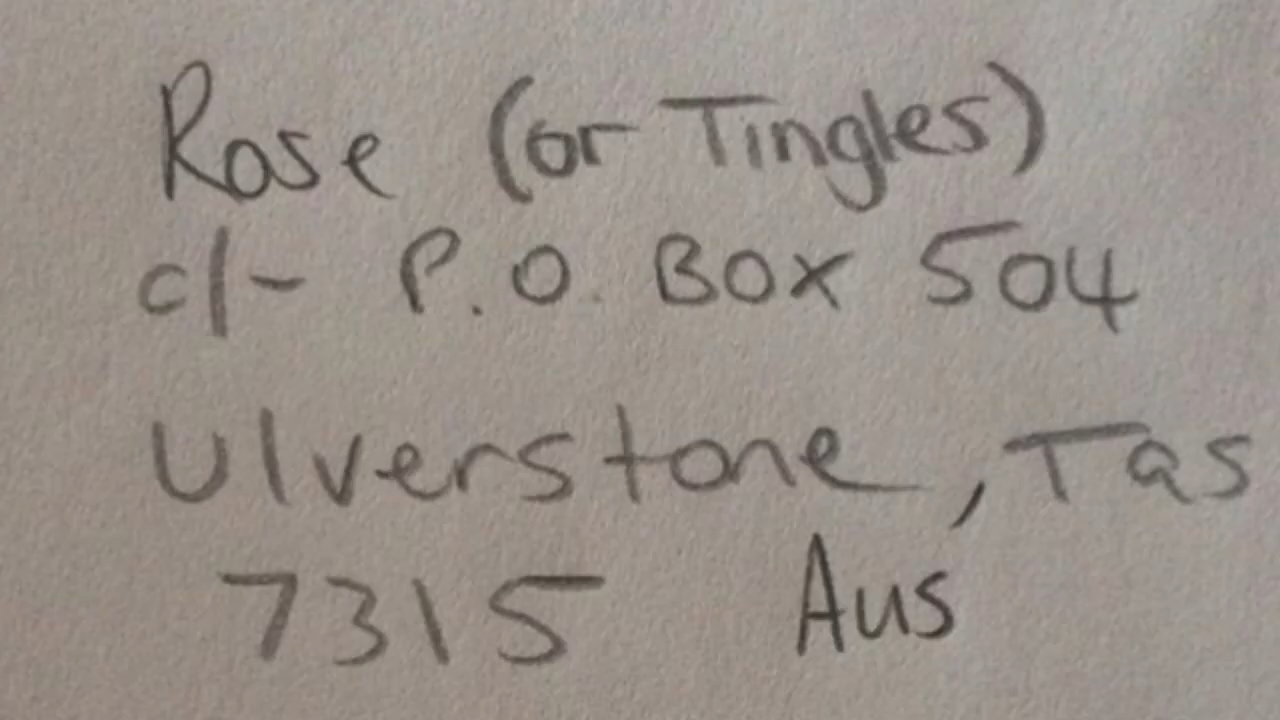 Rose (or Tingles)
c/- P.O. Box 504
Ulverstone, Tas
7315 Aus